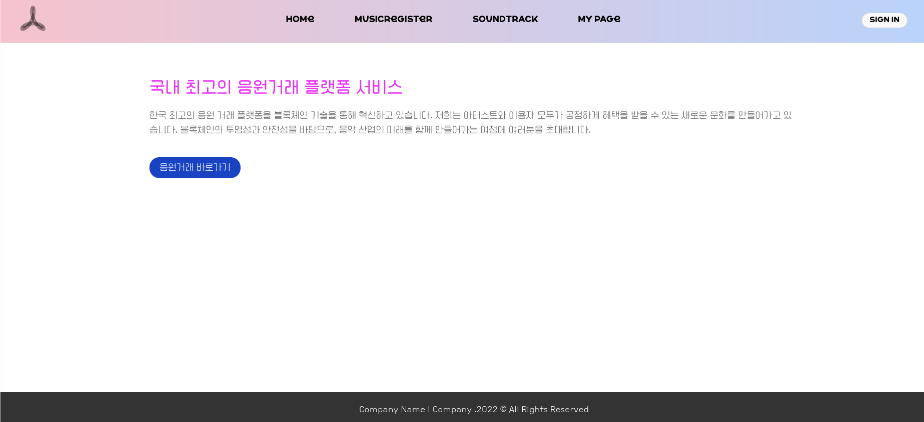 HOME MUSICREGISTER SOUNDTRACK MY PAGE SIGN IN
국내 최고의 음원거래 플랫폼 서비스
한국 최고의 음원 거래 플랫폼을 블록체인 기술을 통해 혁신하고 있습니다. 저희는 아티스트와 이용자 모두가 공정하게 혜택을 받을 수 있는 새로운 문화를 만들어가고 있
습니다. 블록체인의 투명성과 안전성을 바탕으로, 음악 산업의 미래를 함께 만들어가는 여정에 여러분을 초대합니다.
음원거래 바로가기
Company Name | Company .2022 © All Rights Reserved